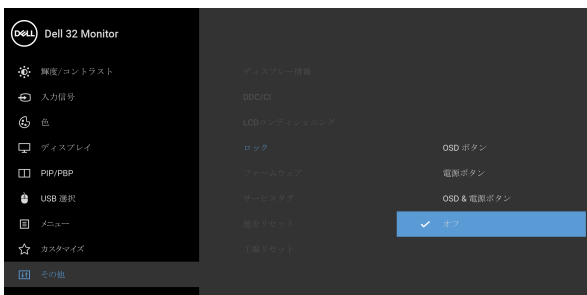 DELL
Dell 32 Monitor
輝度/コントラスト
入力信号
色
ディスプレイ
PIP/PBP
USB 選択
メニュー
カスタマイズ
その他
ディスプレー情報
DDC/CI
LCDコンディショニング
ロック
ファームウェア
サービスタグ
他をリセット
工場リセット
OSD ボタン
電源ボタン
OSD & 電源ボタン
オフ